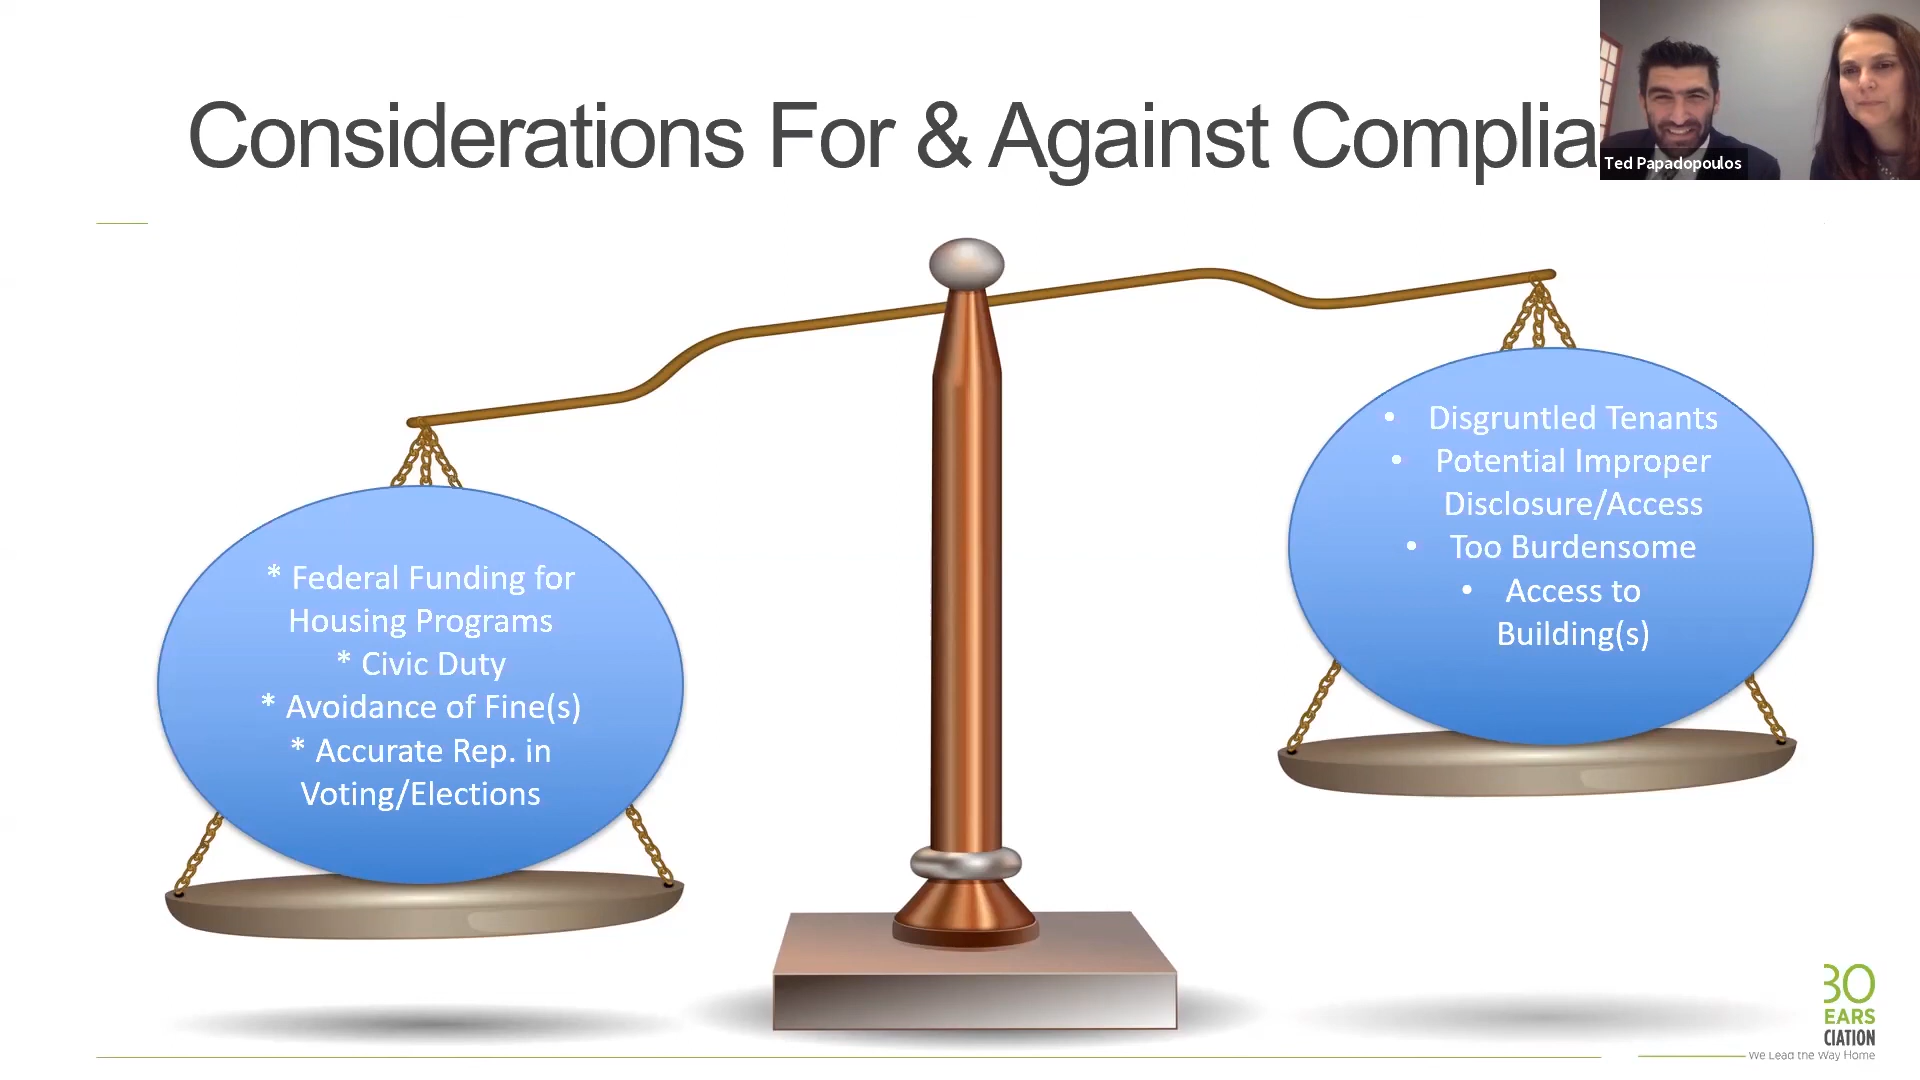 Considerations For & Against Complia
Ted Papadopoulos
* Federal Funding for
Housing Programs
* Civic Duty
* Avoidance of Fine(s)
* Accurate Rep. in
Voting/Elections
• Disgruntled Tenants
• Potential Improper
Disclosure/Access
• Too Burdensome
• Access to
Building(s)
30
EARS
CIATION
We Lead the Way Home